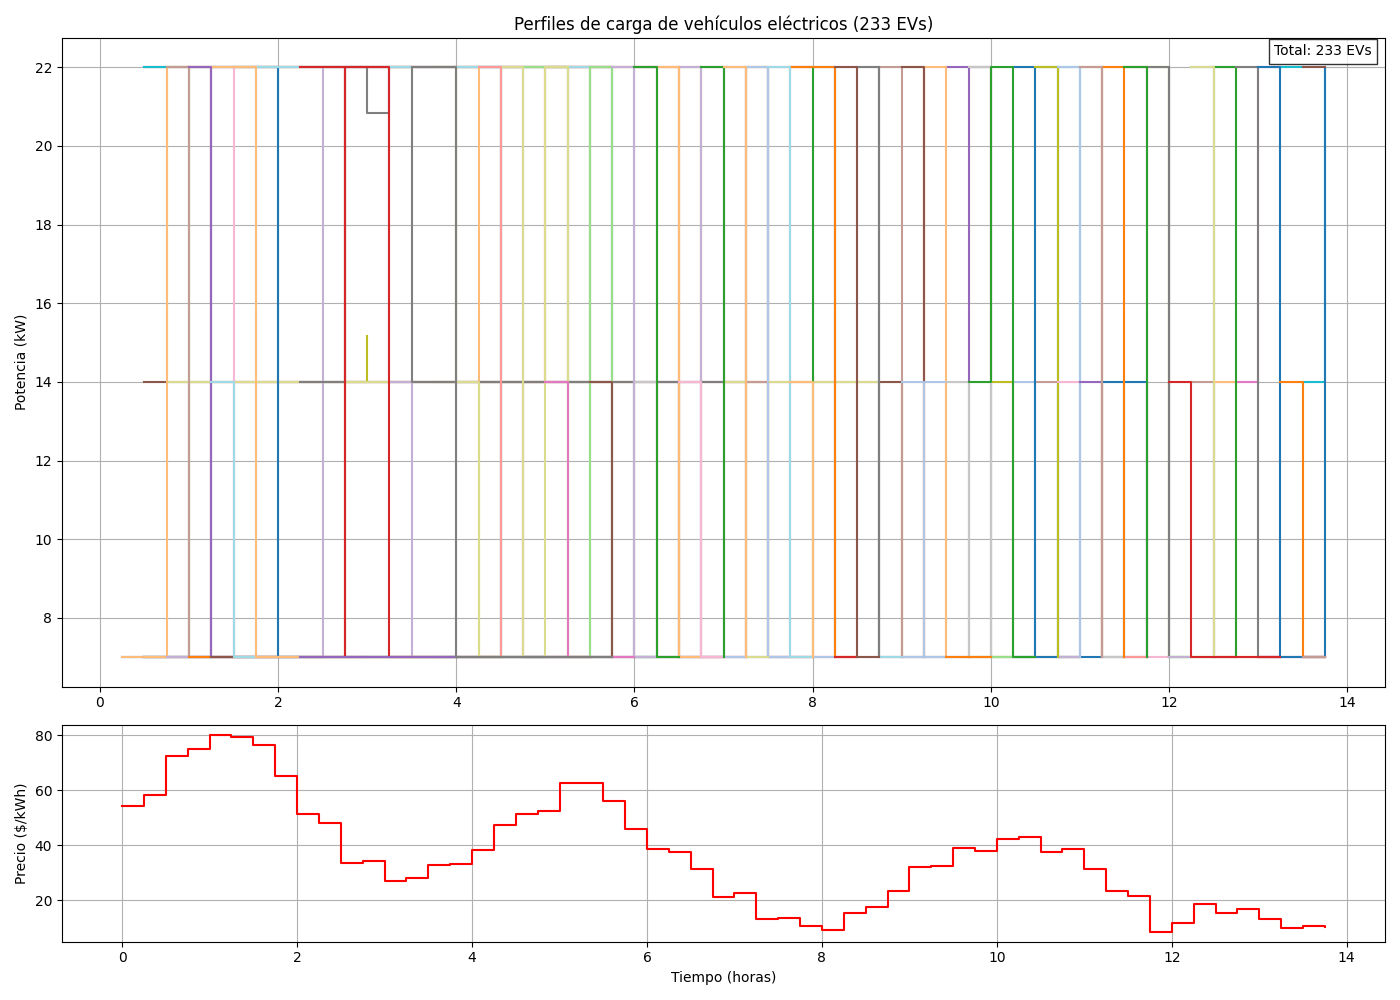 Perfiles de carga de vehículos eléctricos (233 EVs)
Total: 233 EVs
Potencia (kW)
22
20
18
16
14
12
10
8
0 2 4 6 8 10 12 14
Precio ($/kWh)
80
60
40
20
0 2 4 6 8 10 12 14
Tiempo (horas)